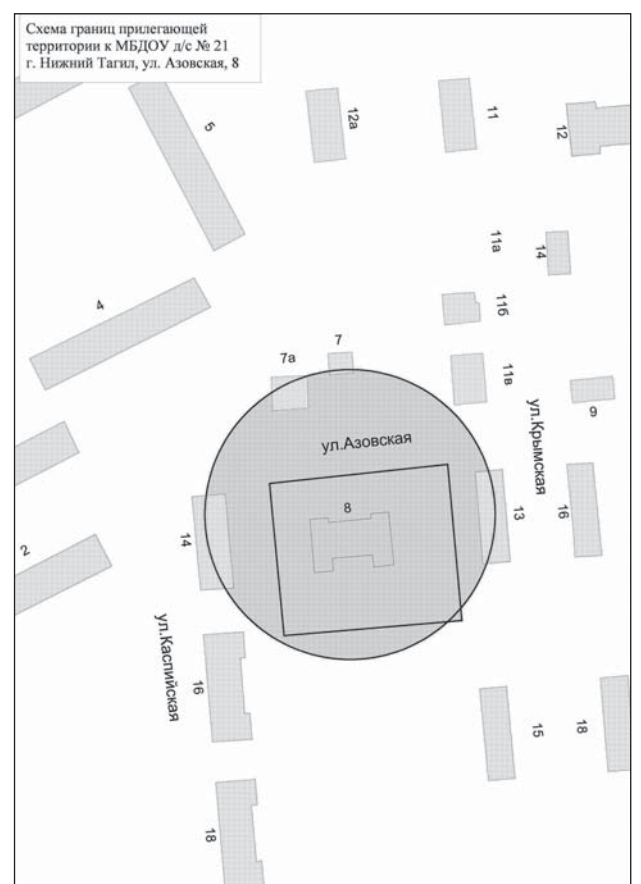 Схема границ прилегающей
территории к МБДОУ д/с № 21
г. Нижний Тагил, ул. Азовская, 8
5
12а
11
12
11а
14
4
11б
7
7а
11в
9
ул.Крымская
ул.Азовская
8
14
13
16
2
ул.Каспийская
16
15
18
18